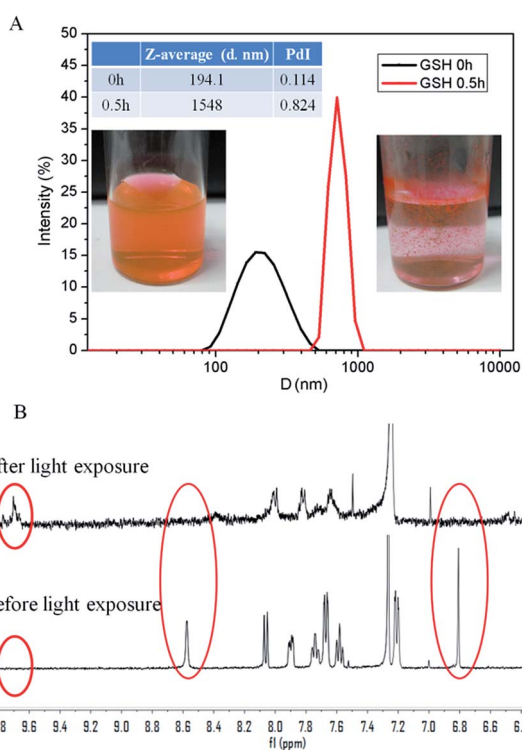 A
Z-average (d. nm) PdI
0h 194.1 0.114
0.5h 1548 0.824
GSH 0h
GSH 0.5h
Intensity (%)
50
45
40
35
30
25
20
15
10
5
0
100 1000 10000
D (nm)
B
fter light exposure
efore light exposure
8 9.6 9.4 9.2 9.0 8.8 8.6 8.4 8.2 8.0 7.8 7.6 7.4 7.2 7.0 6.8 6.6 6.
f1 (ppm)